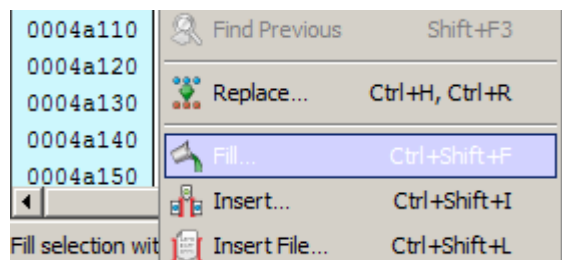 0004a110
0004a120
0004a130
0004a140
0004a150
Find Previous Shift+F3
Replace... Ctrl+H, Ctrl+R
Fill... Ctrl+Shift+F
Insert... Ctrl+Shift+I
Insert File... Ctrl+Shift+L
Fill selection wit